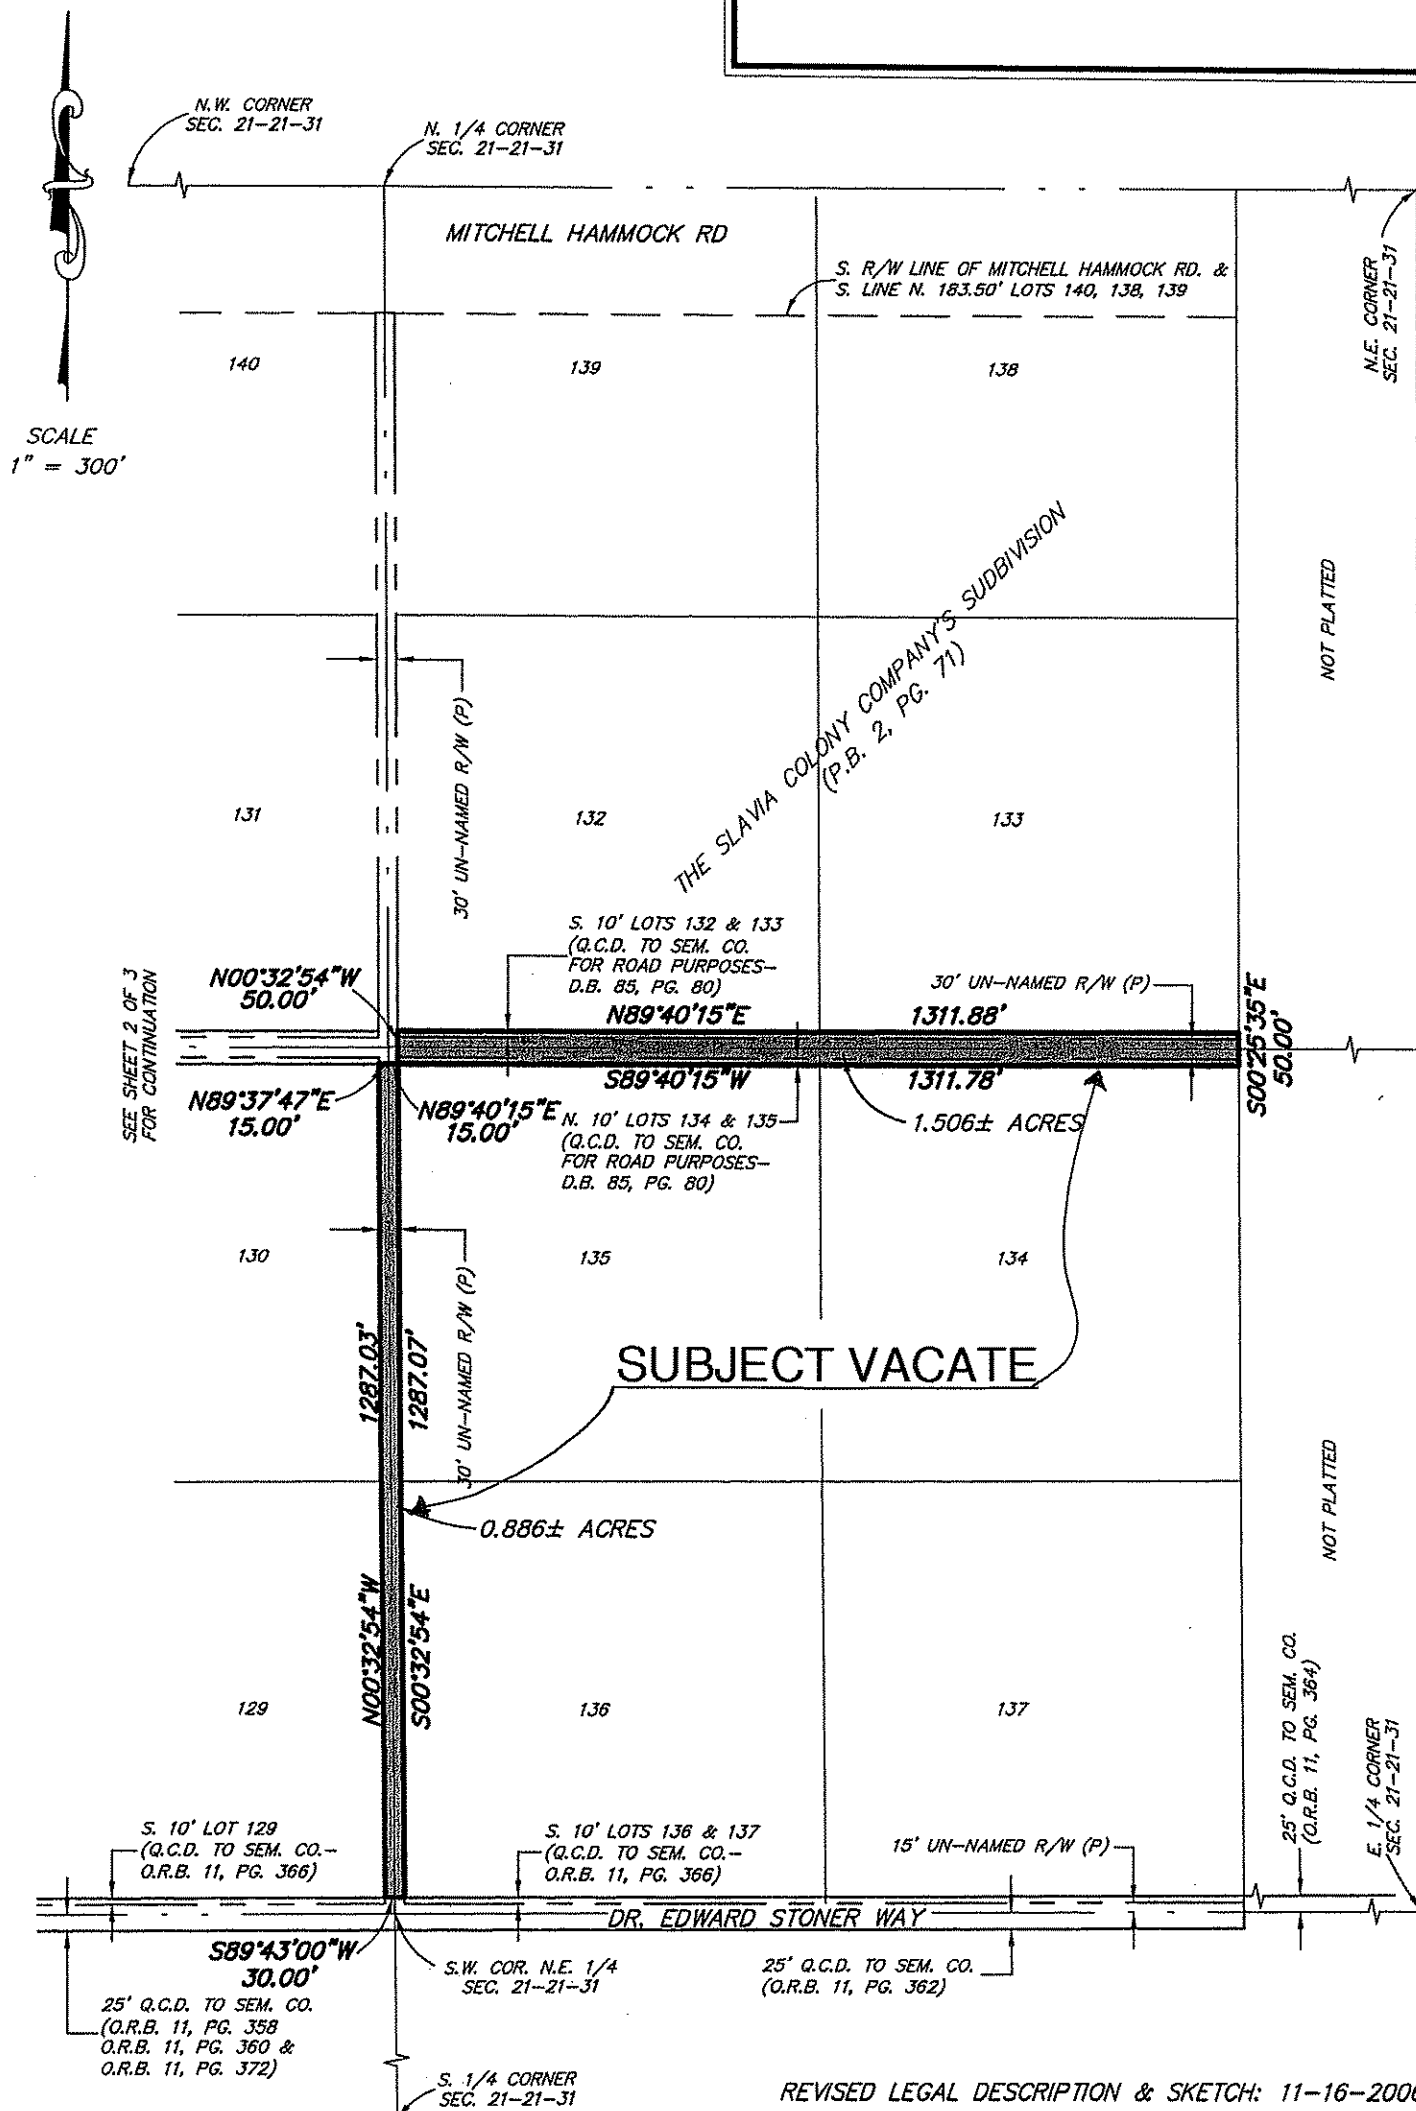 N.W. CORNER
SEC. 21-21-31
N. 1/4 CORNER
SEC. 21-21-31
MITCHELL HAMMOCK RD
S. R/W LINE OF MITCHELL HAMMOCK RD. &
S. LINE N. 183.50' LOTS 140, 138, 139
N.E. CORNER
SEC. 21-21-31
140
139
138
SCALE
1" = 300'
THE SLAVIA COLONY COMPANY'S SUDBIVISION
(P.B. 2, PG. 71)
NOT PLATTED
30' UN-NAMED R/W (P)
131
132
133
SEE SHEET 2 OF 3
FOR CONTINUATION
N00°32'54"W
50.00'
S. 10' LOTS 132 & 133
(Q.C.D. TO SEM. CO.
FOR ROAD PURPOSES-
D.B. 85, PG. 80)
30' UN-NAMED R/W (P)
N89°40'15"E 1311.88'
S00°25'35"E
50.00'
S89°40'15"W 1311.78'
N89°37'47"E
15.00'
N89°40'15"E
15.00'
N. 10' LOTS 134 & 135
(Q.C.D. TO SEM. CO.
FOR ROAD PURPOSES-
D.B. 85, PG. 80)
1.506± ACRES
130
135
134
30' UN-NAMED R/W (P)
1287.03'
1287.07'
SUBJECT VACATE
0.886± ACRES
NOT PLATTED
N00°32'54"W
S00°32'54"E
129
136
137
25' Q.C.D. TO SEM. CO.
(O.R.B. 11, PG. 364)
E. 1/4 CORNER
SEC. 21-21-31
S. 10' LOT 129
(Q.C.D. TO SEM. CO.-
O.R.B. 11, PG. 366)
S. 10' LOTS 136 & 137
(Q.C.D. TO SEM. CO.-
O.R.B. 11, PG. 366)
15' UN-NAMED R/W (P)
DR. EDWARD STONER WAY
S89°43'00"W
30.00'
S.W. COR. N.E. 1/4
SEC. 21-21-31
25' Q.C.D. TO SEM. CO.
(O.R.B. 11, PG. 362)
25' Q.C.D. TO SEM. CO.
(O.R.B. 11, PG. 358
O.R.B. 11, PG. 360 &
O.R.B. 11, PG. 372)
S. 1/4 CORNER
SEC. 21-21-31
REVISED LEGAL DESCRIPTION & SKETCH: 11-16-2006